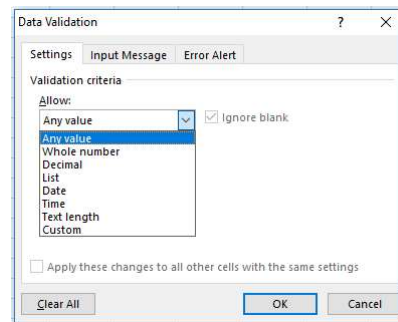 Data Validation ? ×
Settings Input Message Error Alert
Validation criteria
Allow:
Any value Ignore blank
Any value
Whole number
Decimal
List
Date
Time
Text length
Custom
Apply these changes to all other cells with the same settings
Clear All OK Cancel